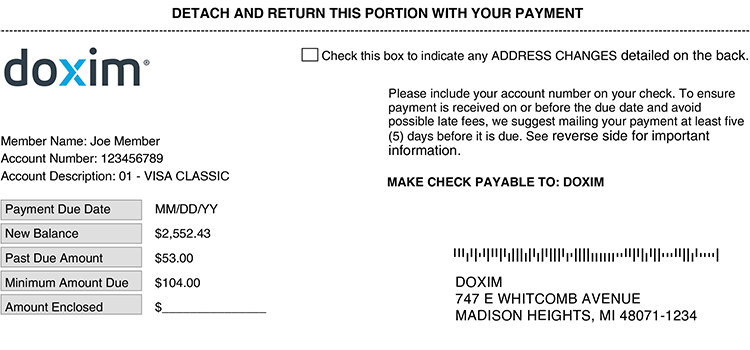 DETACH AND RETURN THIS PORTION WITH YOUR PAYMENT
doxim®
Check this box to indicate any ADDRESS CHANGES detailed on the back.
Please include your account number on your check. To ensure
payment is received on or before the due date and avoid
possible late fees, we suggest mailing your payment at least five
(5) days before it is due. See reverse side for important
information.
Member Name: Joe Member
Account Number: 123456789
Account Description: 01 - VISA CLASSIC
MAKE CHECK PAYABLE TO: DOXIM
Payment Due Date MM/DD/YY
New Balance $2,552.43
Past Due Amount $53.00
Minimum Amount Due $104.00
Amount Enclosed $________________
DOXIM
747 E WHITCOMB AVENUE
MADISON HEIGHTS, MI 48071-1234